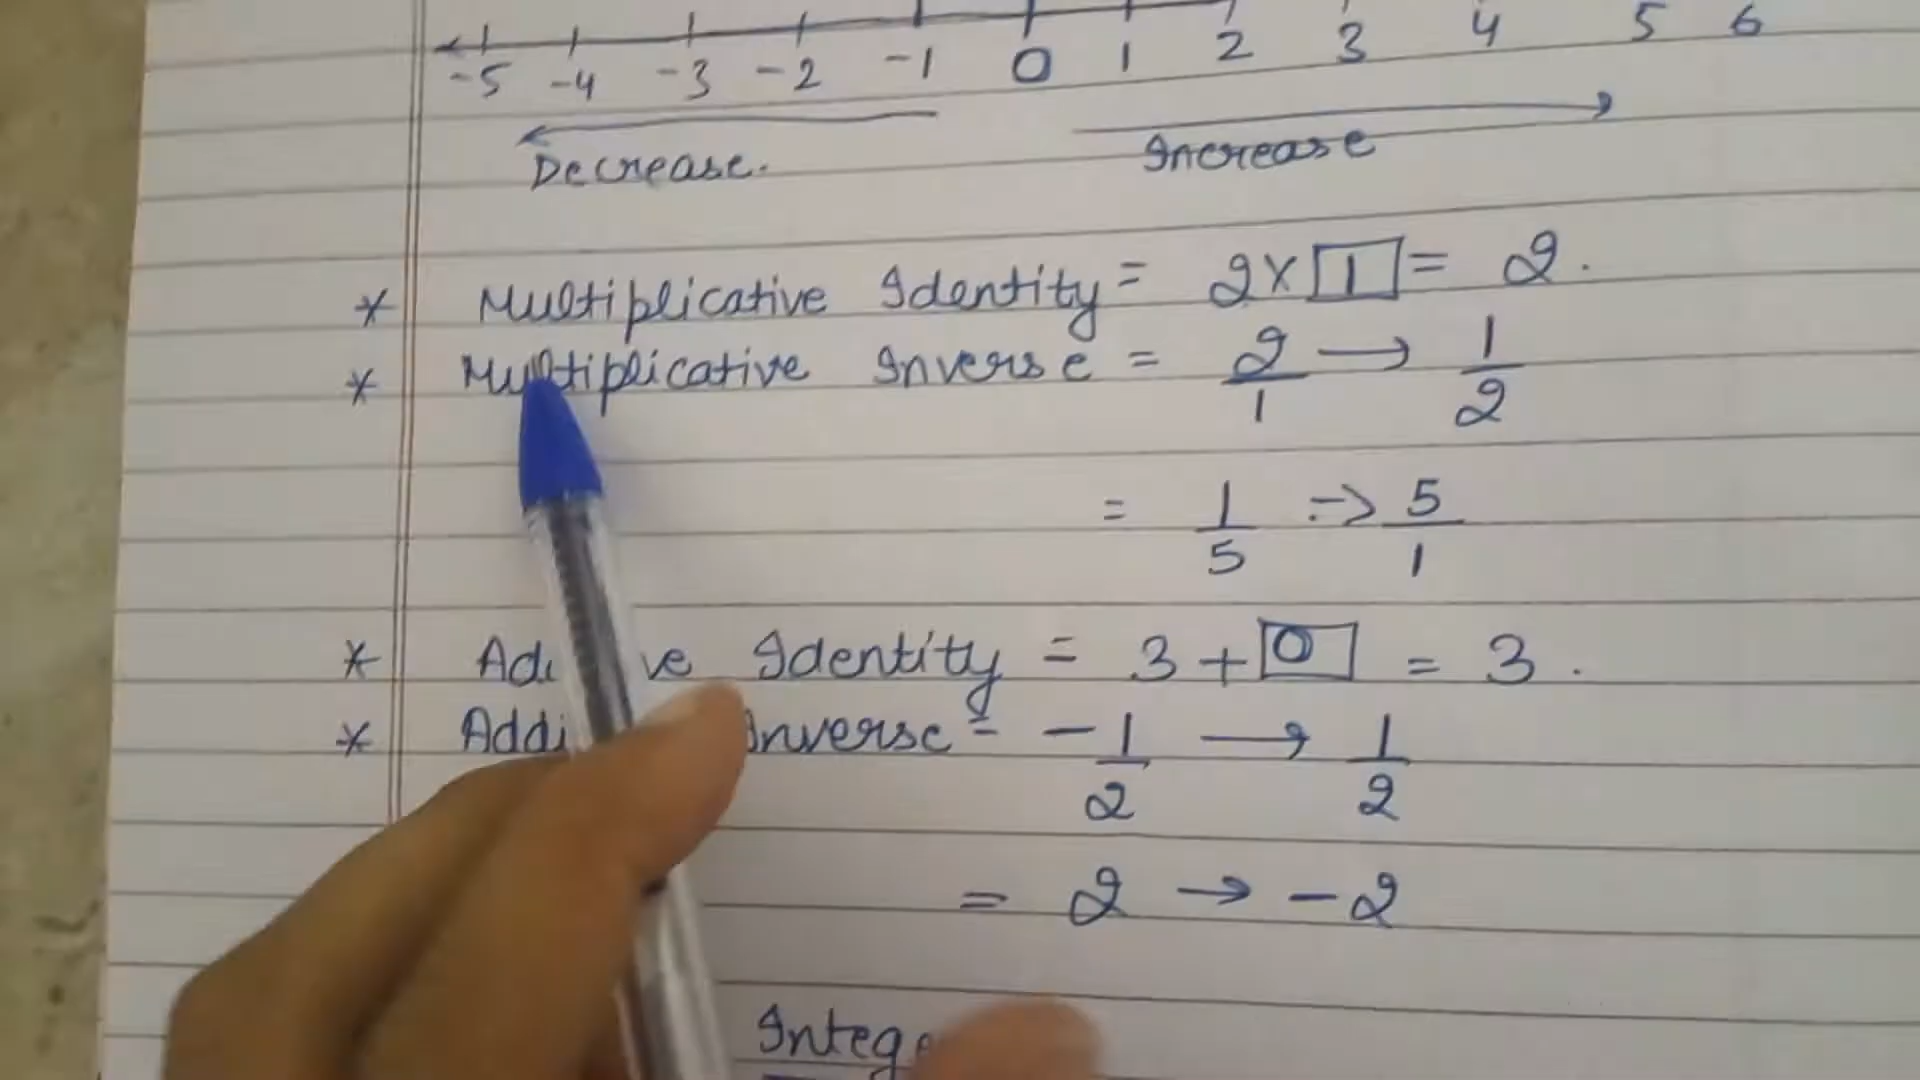 -5 -4 -3 -2 -1 0 1 2 3 4 5 6
Decrease. Increase
* Multiplicative Identity = 2 × 1 = 2.
* Multiplicative Inverse = 2/1 → 1/2
= 1/5 → 5/1
* Identity = 3 + 0 = 3.
* Inverse = -1/2 → 1/2
= 2 → -2